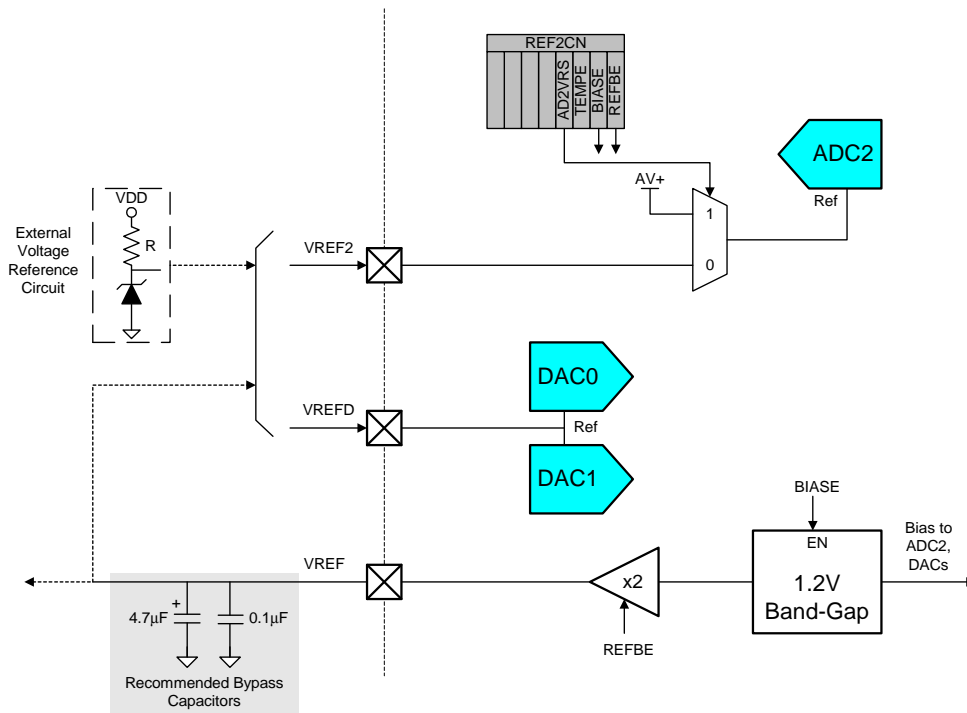 REF2CN
AD2VRS
TEMPE
BIASE
REFBE
ADC2
Ref
AV+
1
0
VDD
R
External
Voltage
Reference
Circuit
VREF2
DAC0
VREFD
Ref
DAC1
BIASE
EN
1.2V
Band-Gap
Bias to
ADC2,
DACs
VREF
x2
REFBE
+
4.7µF
0.1µF
Recommended Bypass
Capacitors